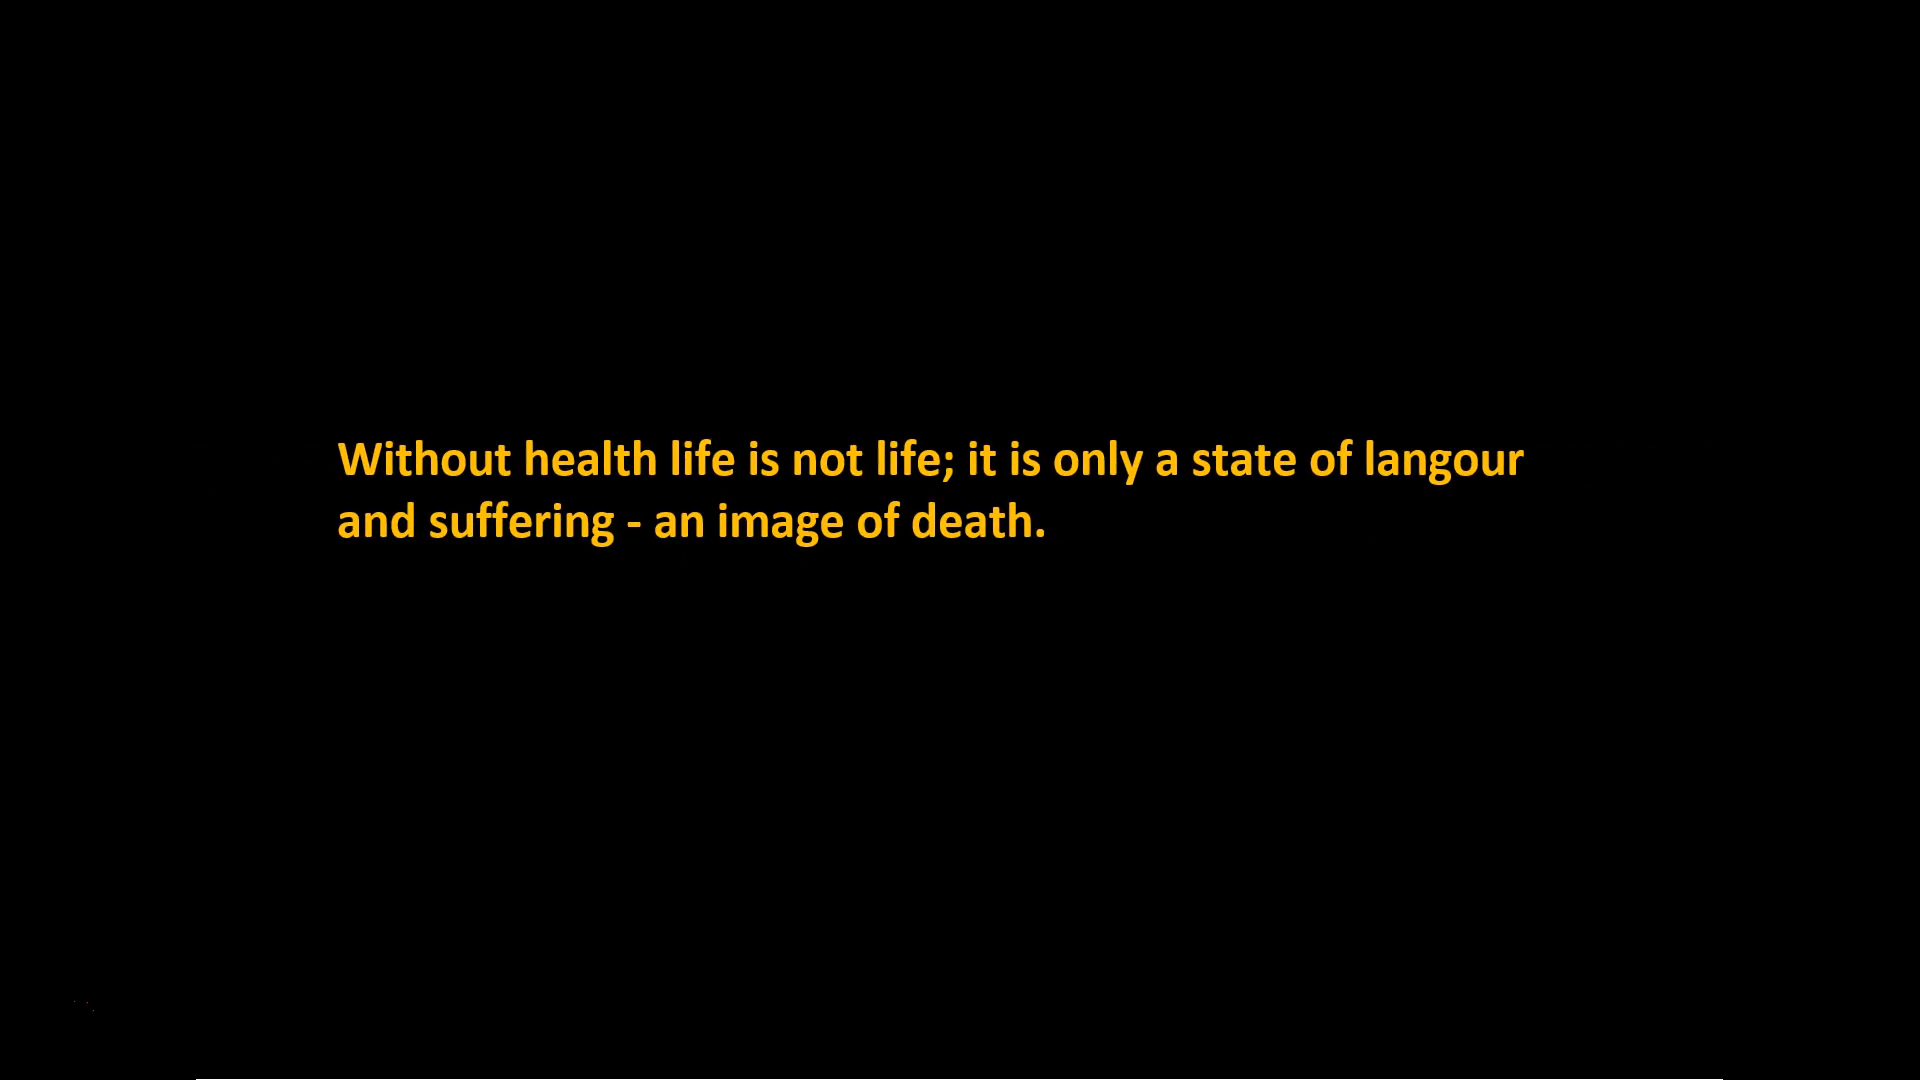 Without health life is not life; it is only a state of langour
and suffering - an image of death.